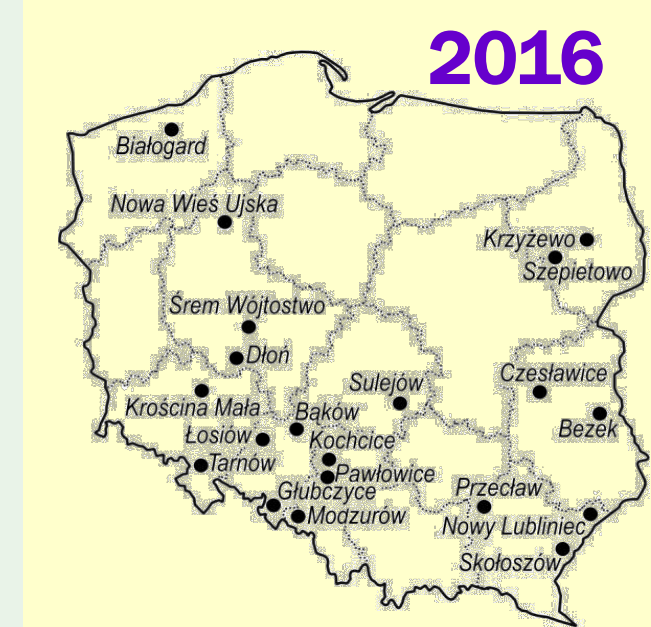 2016
Białogard
Nowa Wieś Ujska
Krzyżewo
Szepietowo
Śrem Wójtostwo
Dłoń
Czesławice
Sulejów
Krościna Mała
Baków
Bezek
Łosiów
Kochcice
Tarnów
Pawłowice
Głubczyce
Przecław
Modzurów
Nowy Lubliniec
Skołoszów